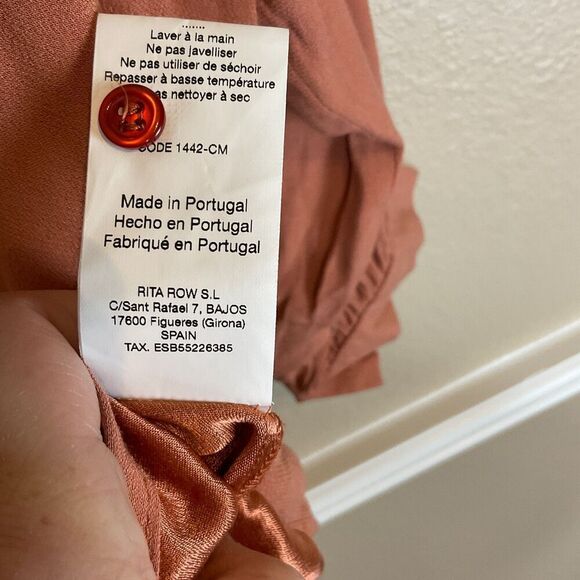 Laver à la main
Ne pas javelliser
Ne pas utiliser de séchoir
Repasser à basse température
as nettoyer à sec
CODE 1442-CM
Made in Portugal
Hecho en Portugal
Fabriqué en Portugal
RITA ROW S.L
C/Sant Rafael 7, BAJOS
17600 Figueres (Girona)
SPAIN
TAX. ESB55226385